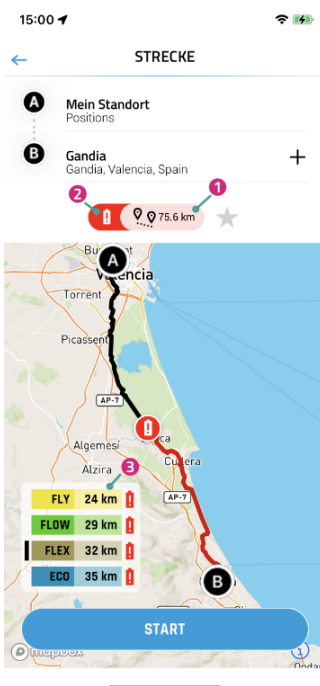 15:00
STRECKE
A
Mein Standort
Positions
B
Gandia
Gandia, Valencia, Spain
2
1
75.6 km
A
Valencia
Torrent
Picassent
AP-7
Algemesí
Alzira
Cullera
3
AP-7
FLY 24 km
FLOW 29 km
FLEX 32 km
ECO 35 km
B
START
mapbox
1